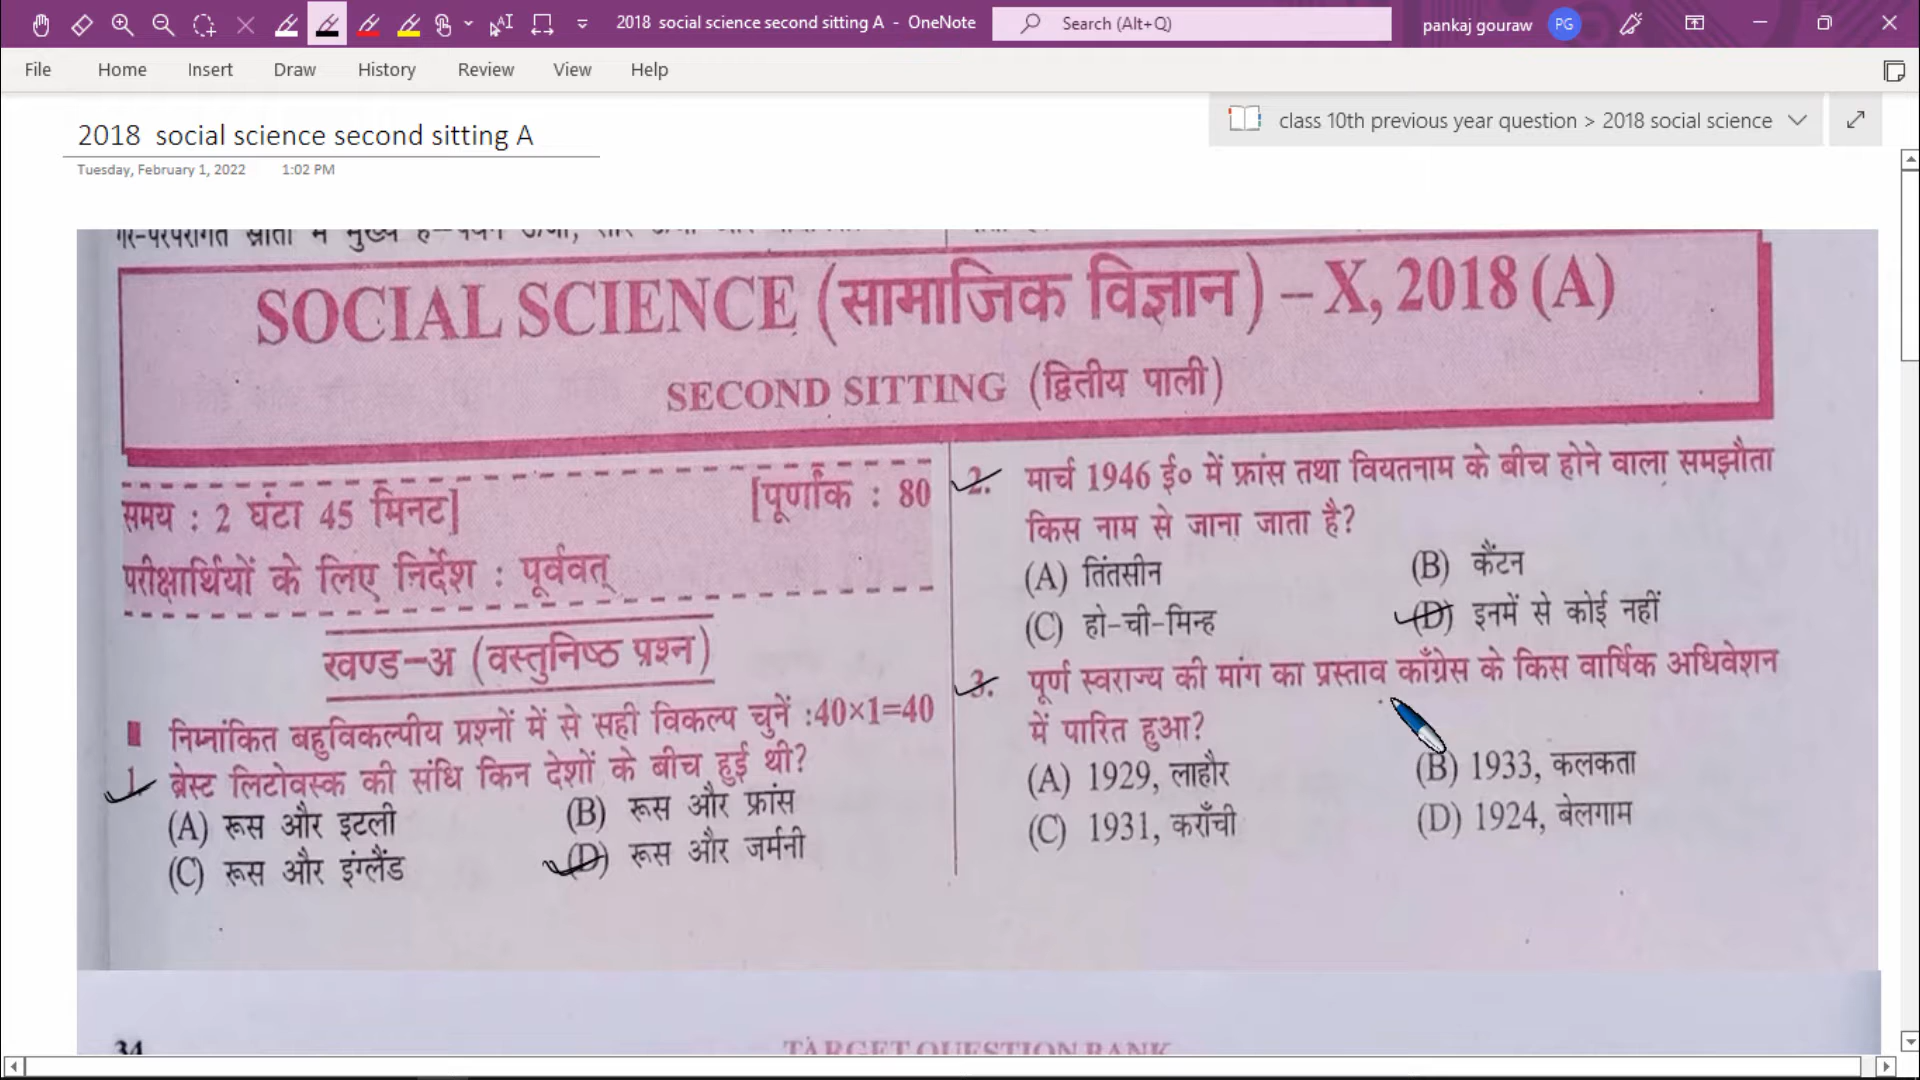 2018 social science second sitting A - OneNote
Search (Alt+Q)
pankaj gouraw
PG
File Home Insert Draw History Review View Help
class 10th previous year question > 2018 social science
2018 social science second sitting A
Tuesday, February 1, 2022 1:02 PM
SOCIAL SCIENCE (सामाजिक विज्ञान) – X, 2018 (A)
SECOND SITTING (द्वितीय पाली)
समय : 2 घंटा 45 मिनट] [पूर्णांक : 80
परीक्षार्थियों के लिए निर्देश : पूर्ववत्
खण्ड-अ (वस्तुनिष्ठ प्रश्न)
निम्नांकित बहुविकल्पीय प्रश्नों में से सही विकल्प चुनें :40×1=40
1. ब्रेस्ट लिटोवस्क की संधि किन देशों के बीच हुई थी?
(A) रूस और इटली (B) रूस और फ्रांस
(C) रूस और इंग्लैंड (D) रूस और जर्मनी
2. मार्च 1946 ई० में फ्रांस तथा वियतनाम के बीच होने वाला समझौता
किस नाम से जाना जाता है?
(A) तिंतसीन (B) कैंटन
(C) हो-ची-मिन्ह (D) इनमें से कोई नहीं
3. पूर्ण स्वराज्य की मांग का प्रस्ताव काँग्रेस के किस वार्षिक अधिवेशन
में पारित हुआ?
(A) 1929, लाहौर (B) 1933, कलकता
(C) 1931, कराँची (D) 1924, बेलगाम
34 TARGET QUESTION BANK